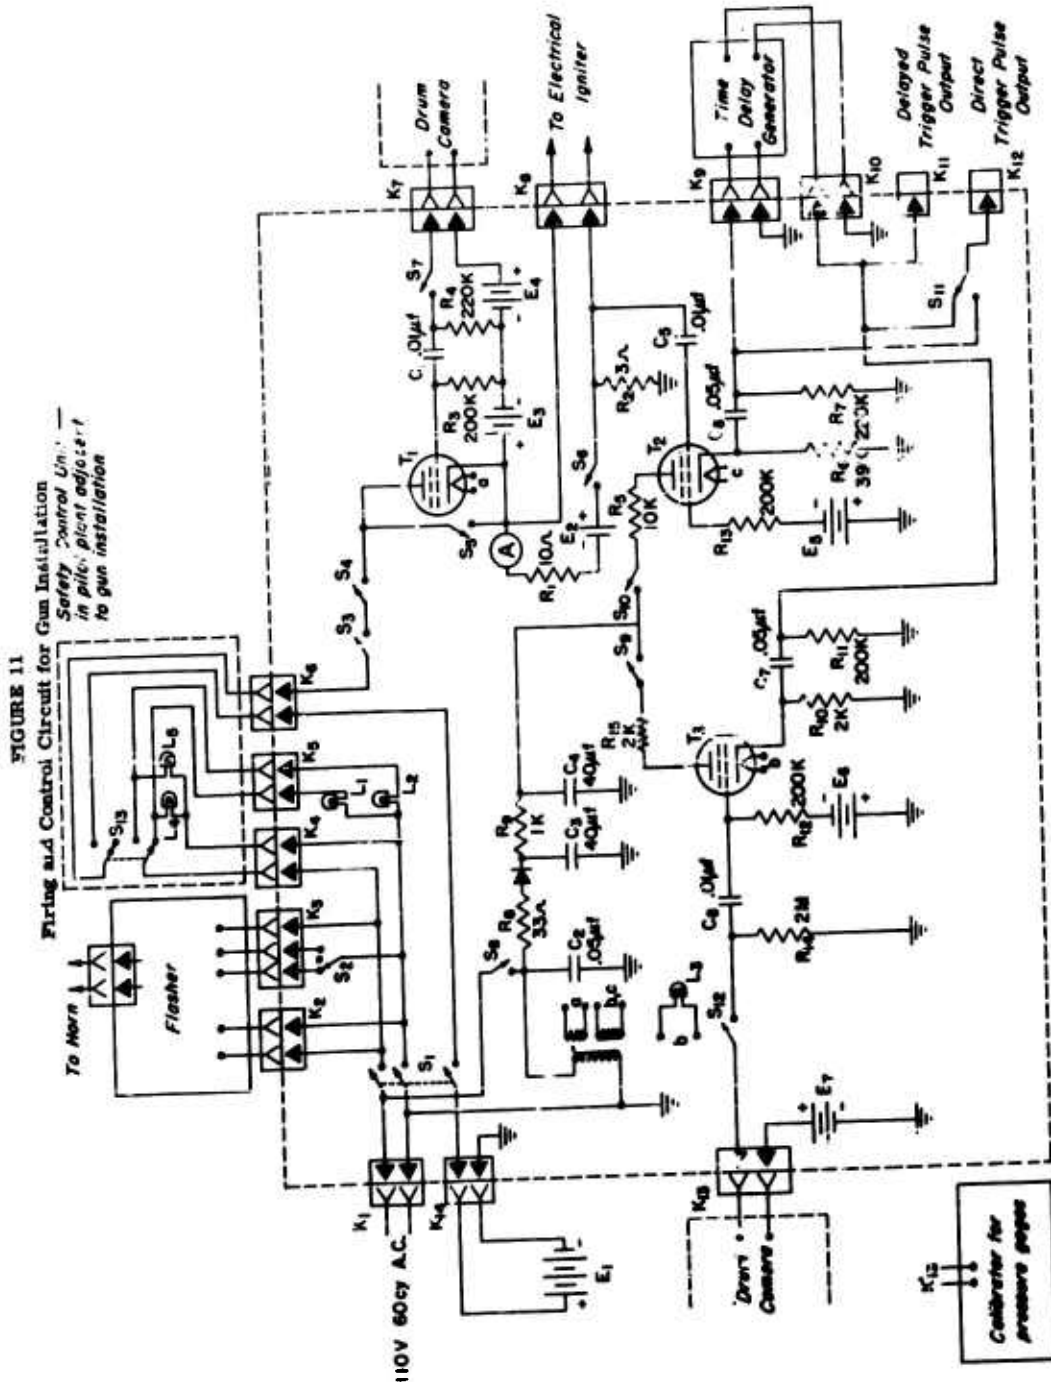 FIGURE 11
Firing and Control Circuit for Gun Installation
Safety Control Unit —
in pilot plant adjacent
to gun installation
To Horn
Flasher
S13
L4
L5
K2
K3
K4
K5
K6
S2
L1
L2
S1
S3
S4
K1
110V 60cy A.C.
K14
E1
+
-
S8
R8
33Ω
R9
1K
C2
.05µf
C3
40µf
C4
40µf
a
b,c
L3
b
T1
a
S5
A
R1
10Ω
C1
.01µf
R3
200K
R4
220K
E3
+
-
E4
-
+
S7
K7
Drum
Camera
K8
To Electrical
Igniter
E2
+
S6
R2
3Ω
C5
.01µf
R5
10K
S10
S9
R15
2K
T2
c
R13
200K
E5
-
+
C8
.05µf
R7
220K
K9
Time
Delay
Generator
K10
Delayed
Trigger Pulse
Output
K11
Direct
Trigger Pulse
Output
K12
S11
T3
b
C7
.05µf
R10
2K
R11
200K
R12
200K
E6
-
+
C6
.01µf
2M
S12
K13
E7
+
-
Drum
Camera
Calibrator for
pressure gages